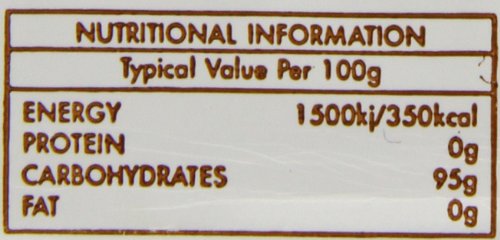 NUTRITIONAL INFORMATION
Typical Value Per 100g
ENERGY 1500kj/350kcal
PROTEIN 0g
CARBOHYDRATES 95g
FAT 0g